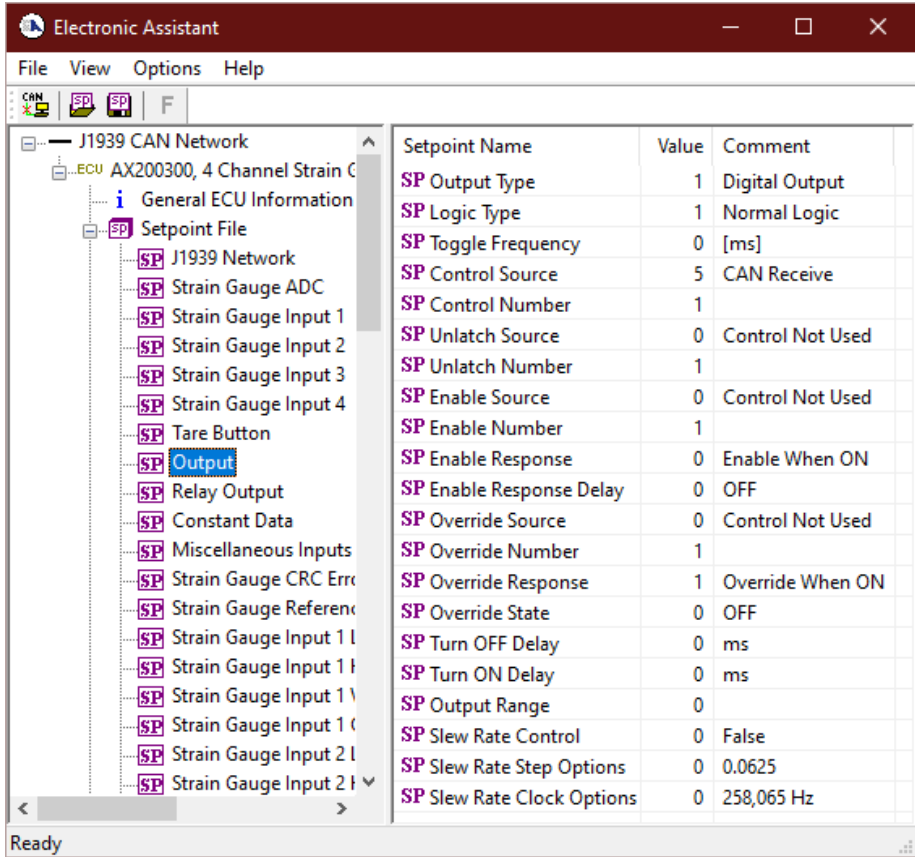 Electronic Assistant
File View Options Help
CAN SP SP F
J1939 CAN Network
ECU AX200300, 4 Channel Strain G
i General ECU Information
SP Setpoint File
SP J1939 Network
SP Strain Gauge ADC
SP Strain Gauge Input 1
SP Strain Gauge Input 2
SP Strain Gauge Input 3
SP Strain Gauge Input 4
SP Tare Button
SP Output
SP Relay Output
SP Constant Data
SP Miscellaneous Inputs
SP Strain Gauge CRC Erro
SP Strain Gauge Referenc
SP Strain Gauge Input 1 L
SP Strain Gauge Input 1 H
SP Strain Gauge Input 1 V
SP Strain Gauge Input 1
SP Strain Gauge Input 2 L
SP Strain Gauge Input 2 H
Setpoint Name Value Comment
SP Output Type 1 Digital Output
SP Logic Type 1 Normal Logic
SP Toggle Frequency 0 [ms]
SP Control Source 5 CAN Receive
SP Control Number 1
SP Unlatch Source 0 Control Not Used
SP Unlatch Number 1
SP Enable Source 0 Control Not Used
SP Enable Number 1
SP Enable Response 0 Enable When ON
SP Enable Response Delay 0 OFF
SP Override Source 0 Control Not Used
SP Override Number 1
SP Override Response 1 Override When ON
SP Override State 0 OFF
SP Turn OFF Delay 0 ms
SP Turn ON Delay 0 ms
SP Output Range 0
SP Slew Rate Control 0 False
SP Slew Rate Step Options 0 0.0625
SP Slew Rate Clock Options 0 258,065 Hz
Ready